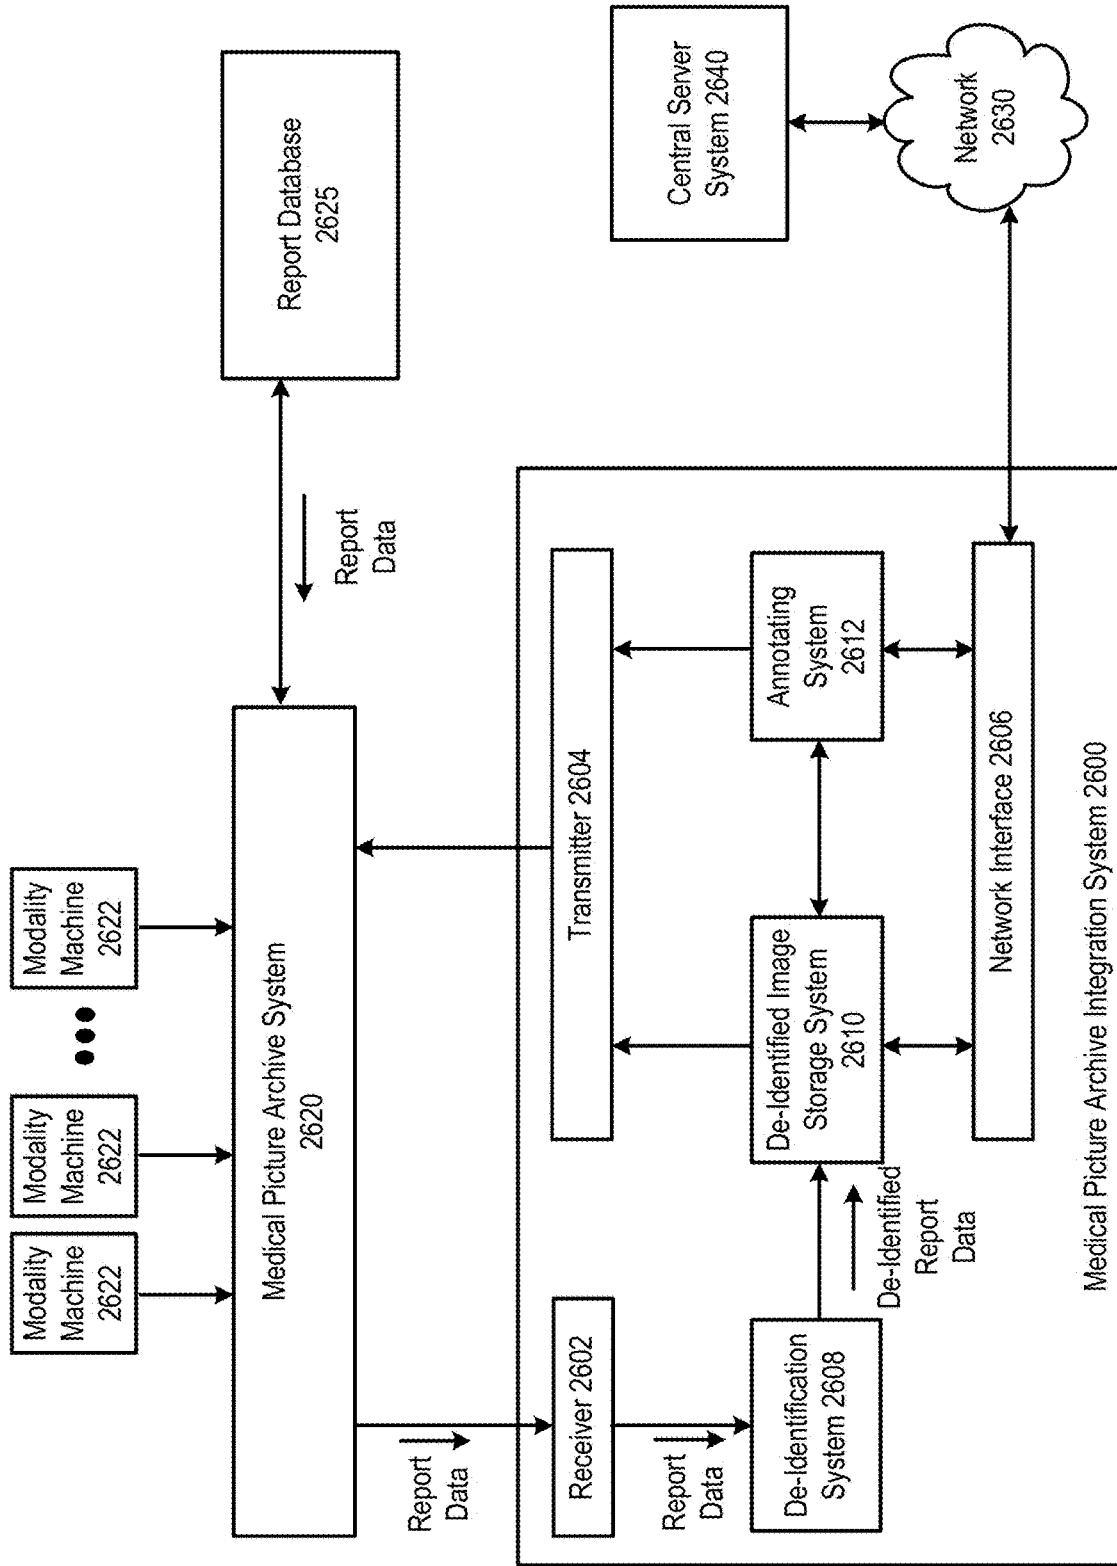 Modality
Machine
2622
Modality
Machine
2622
Modality
Machine
2622
Medical Picture Archive System
2620
Report Database
2625
Report
Data
Report
Data
Receiver 2602
Report
Data
De-Identification
System 2608
De-Identified
Report
Data
Transmitter 2604
De-Identified Image
Storage System
2610
Annotating
System
2612
Network Interface 2606
Medical Picture Archive Integration System 2600
Central Server
System 2640
Network
2630